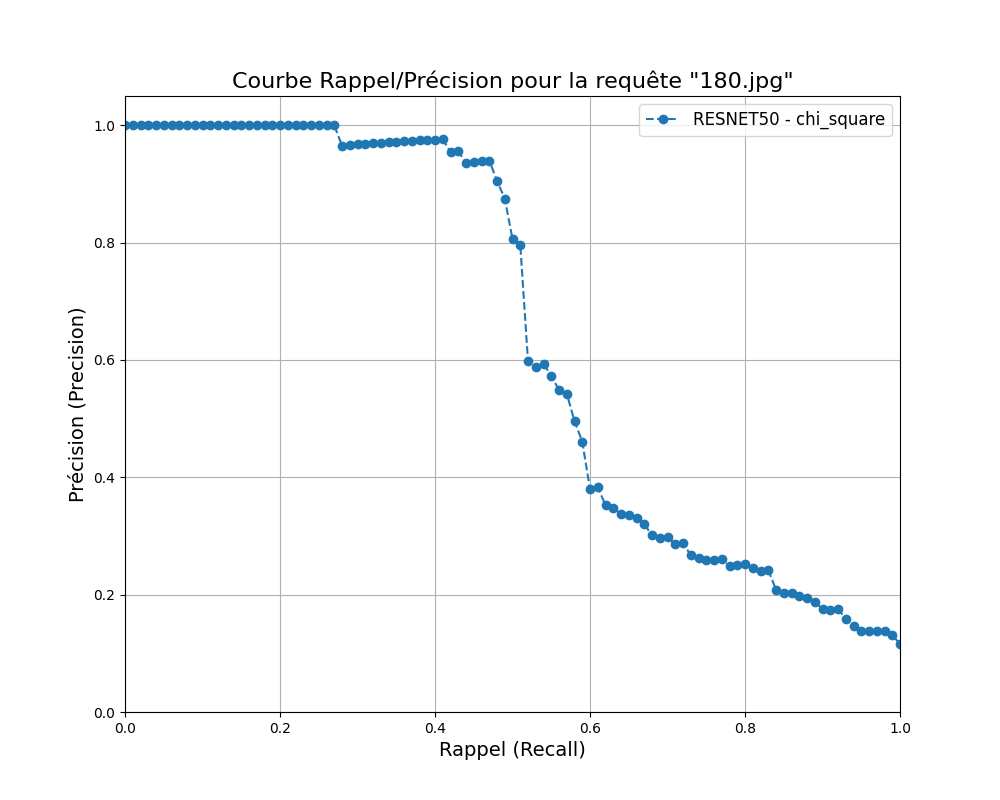 Courbe Rappel/Précision pour la requête "180.jpg"
RESNET50 - chi_square
Précision (Precision)
1.0
0.8
0.6
0.4
0.2
0.0
0.0 0.2 0.4 0.6 0.8 1.0
Rappel (Recall)